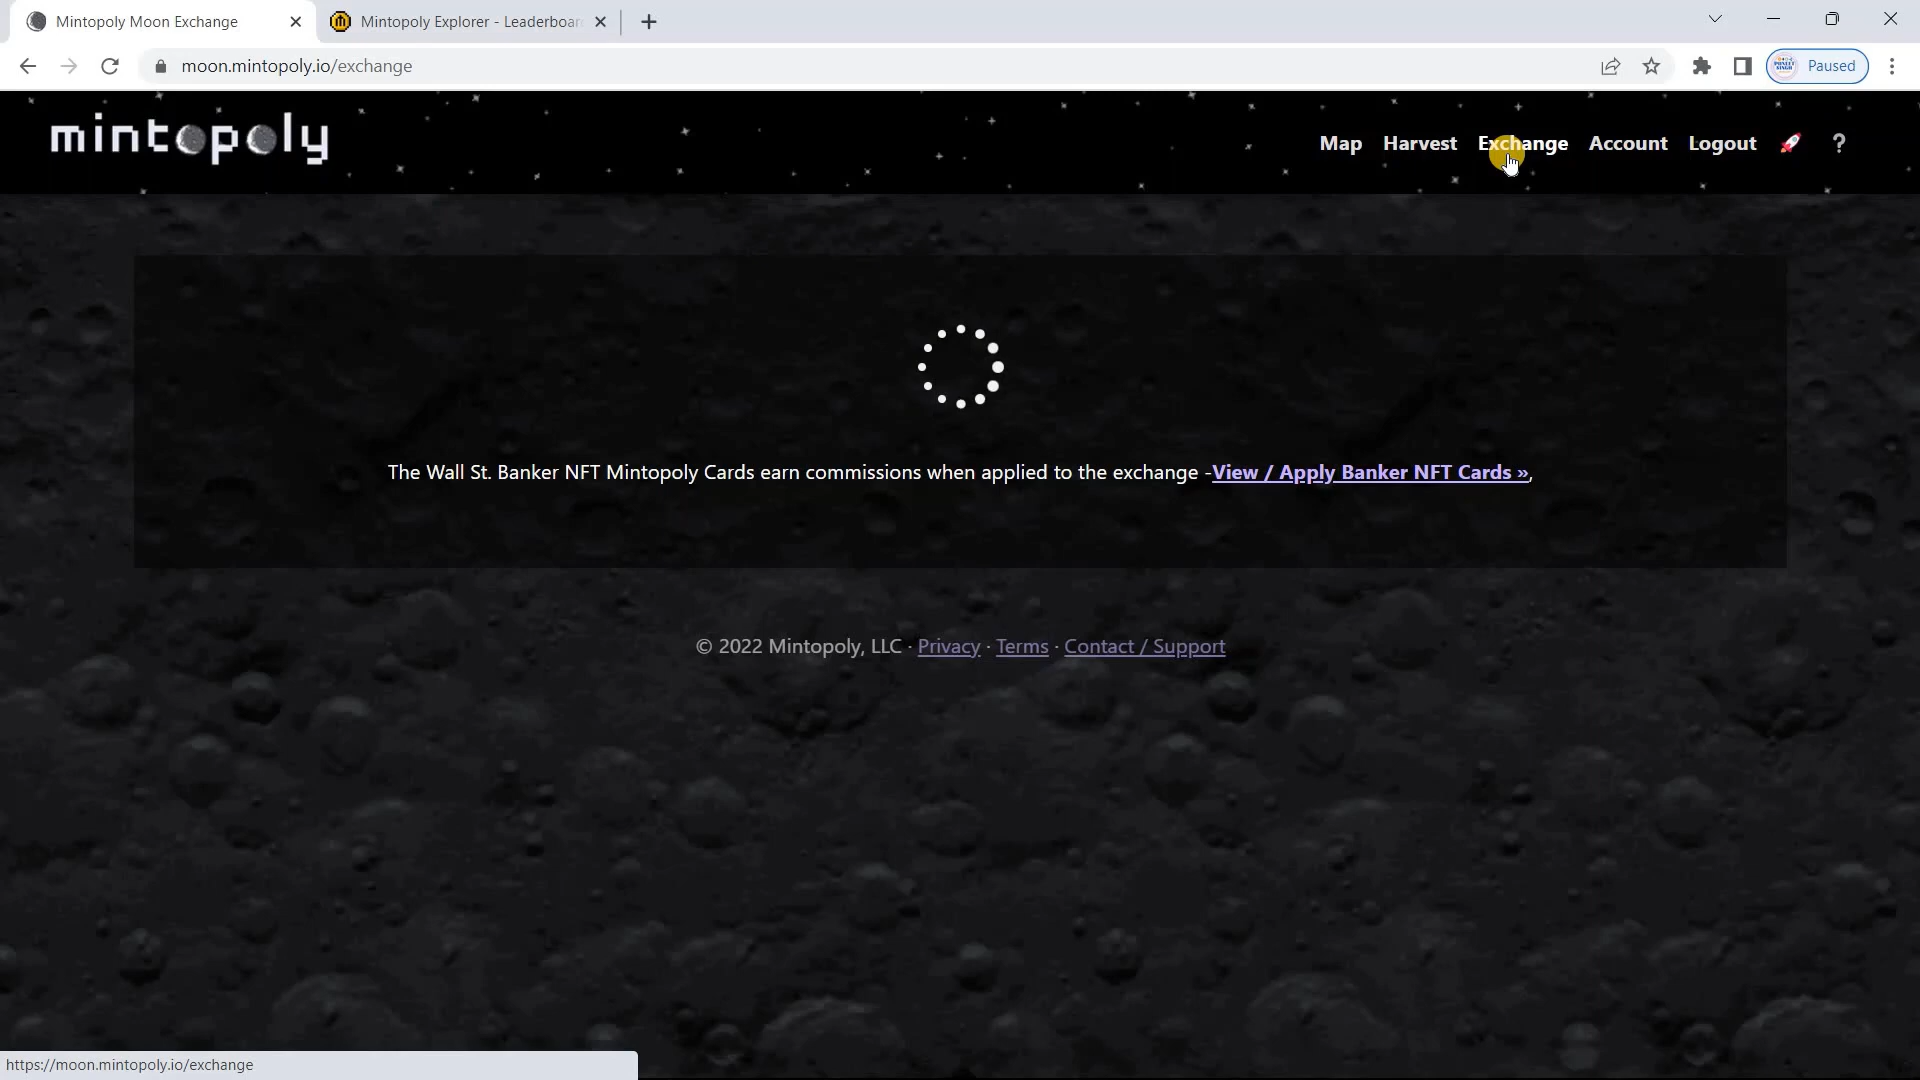 Mintopoly Moon Exchange
Mintopoly Explorer - Leaderboar
moon.mintopoly.io/exchange
Paused
mintopoly
Map Harvest Exchange Account Logout ?
The Wall St. Banker NFT Mintopoly Cards earn commissions when applied to the exchange -View / Apply Banker NFT Cards »,
© 2022 Mintopoly, LLC · Privacy · Terms · Contact / Support
https://moon.mintopoly.io/exchange